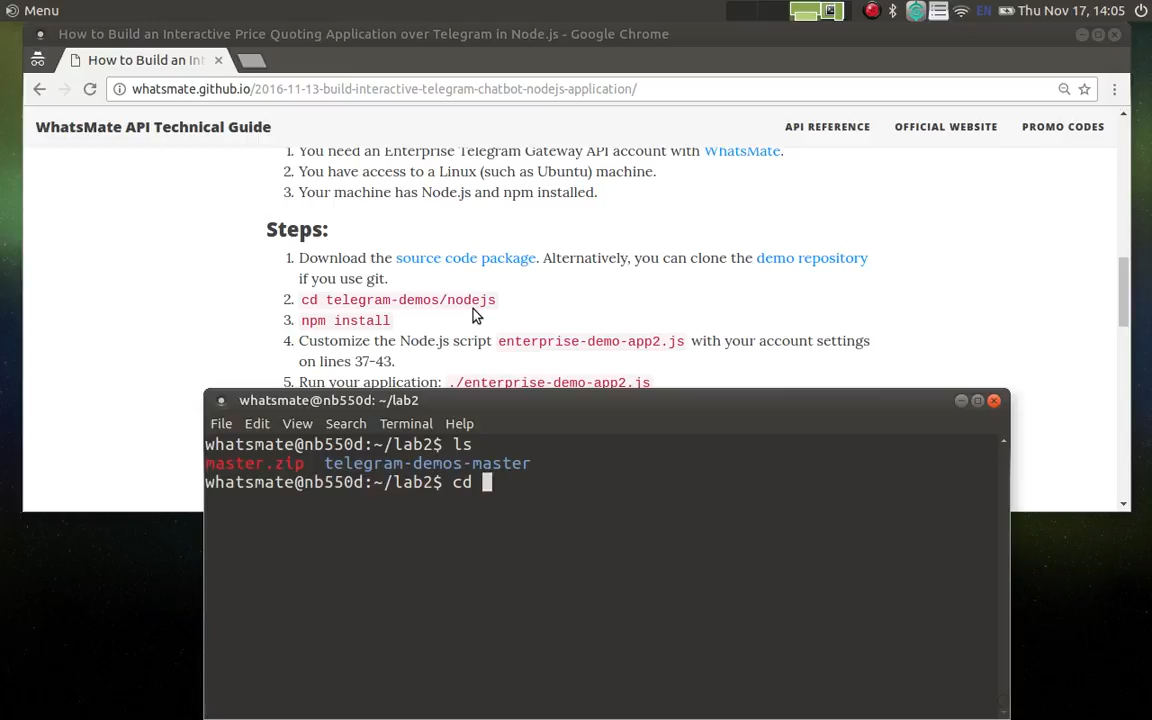 Menu
EN
Thu Nov 17, 14:05
How to Build an Interactive Price Quoting Application over Telegram in Node.js - Google Chrome
How to Build an Int
whatsmate.github.io/2016-11-13-build-interactive-telegram-chatbot-nodejs-application/
WhatsMate API Technical Guide
API REFERENCE
OFFICIAL WEBSITE
PROMO CODES
1. You need an Enterprise Telegram Gateway API account with WhatsMate.
2. You have access to a Linux (such as Ubuntu) machine.
3. Your machine has Node.js and npm installed.
Steps:
1. Download the source code package. Alternatively, you can clone the demo repository
if you use git.
2. cd telegram-demos/nodejs
3. npm install
4. Customize the Node.js script enterprise-demo-app2.js with your account settings
on lines 37-43.
5. Run your application: ./enterprise-demo-app2.js
whatsmate@nb550d: ~/lab2
File Edit View Search Terminal Help
whatsmate@nb550d:~/lab2$ ls
master.zip telegram-demos-master
whatsmate@nb550d:~/lab2$ cd